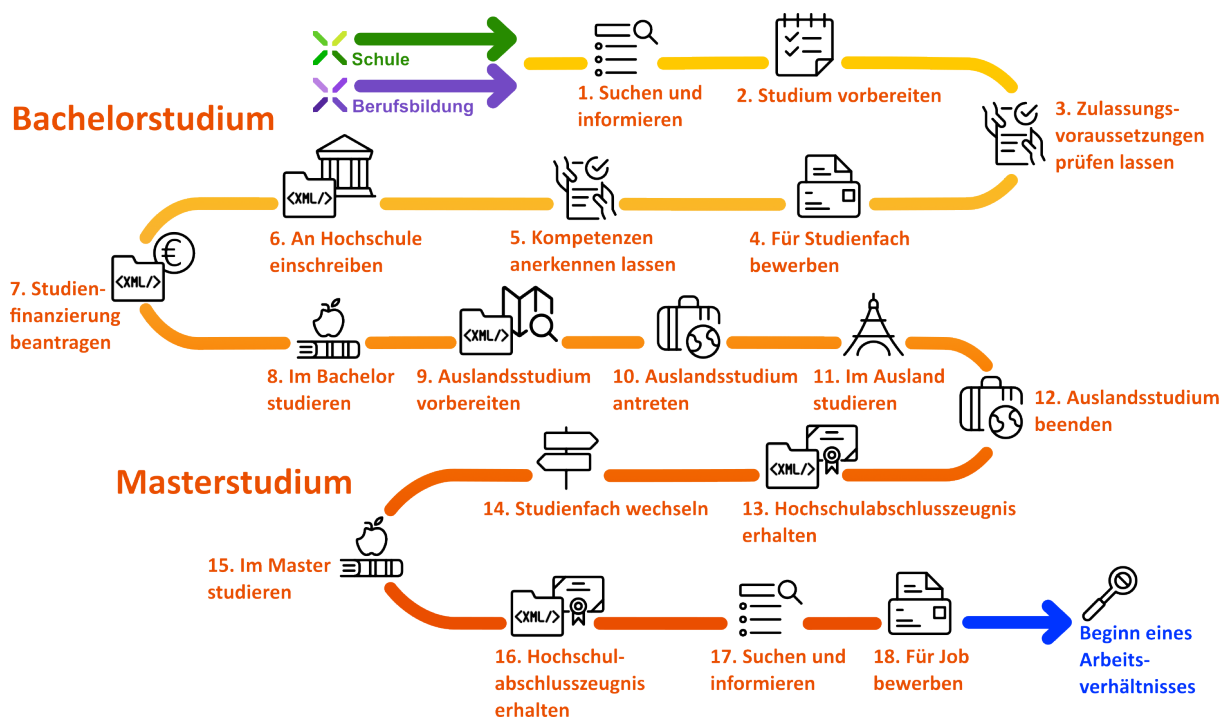 Schule
Berufsbildung
Bachelorstudium
1. Suchen und
informieren
2. Studium vorbereiten
3. Zulassungs-
voraussetzungen
prüfen lassen
4. Für Studienfach
bewerben
5. Kompetenzen
anerkennen lassen
<XML/>
6. An Hochschule
einschreiben
€
<XML/>
7. Studien-
finanzierung
beantragen
8. Im Bachelor
studieren
<XML/>
9. Auslandsstudium
vorbereiten
10. Auslandsstudium
antreten
11. Im Ausland
studieren
12. Auslandsstudium
beenden
<XML/>
13. Hochschulabschlusszeugnis
erhalten
14. Studienfach wechseln
Masterstudium
15. Im Master
studieren
<XML/>
16. Hochschul-
abschlusszeugnis
erhalten
17. Suchen und
informieren
18. Für Job
bewerben
Beginn eines
Arbeits-
verhältnisses